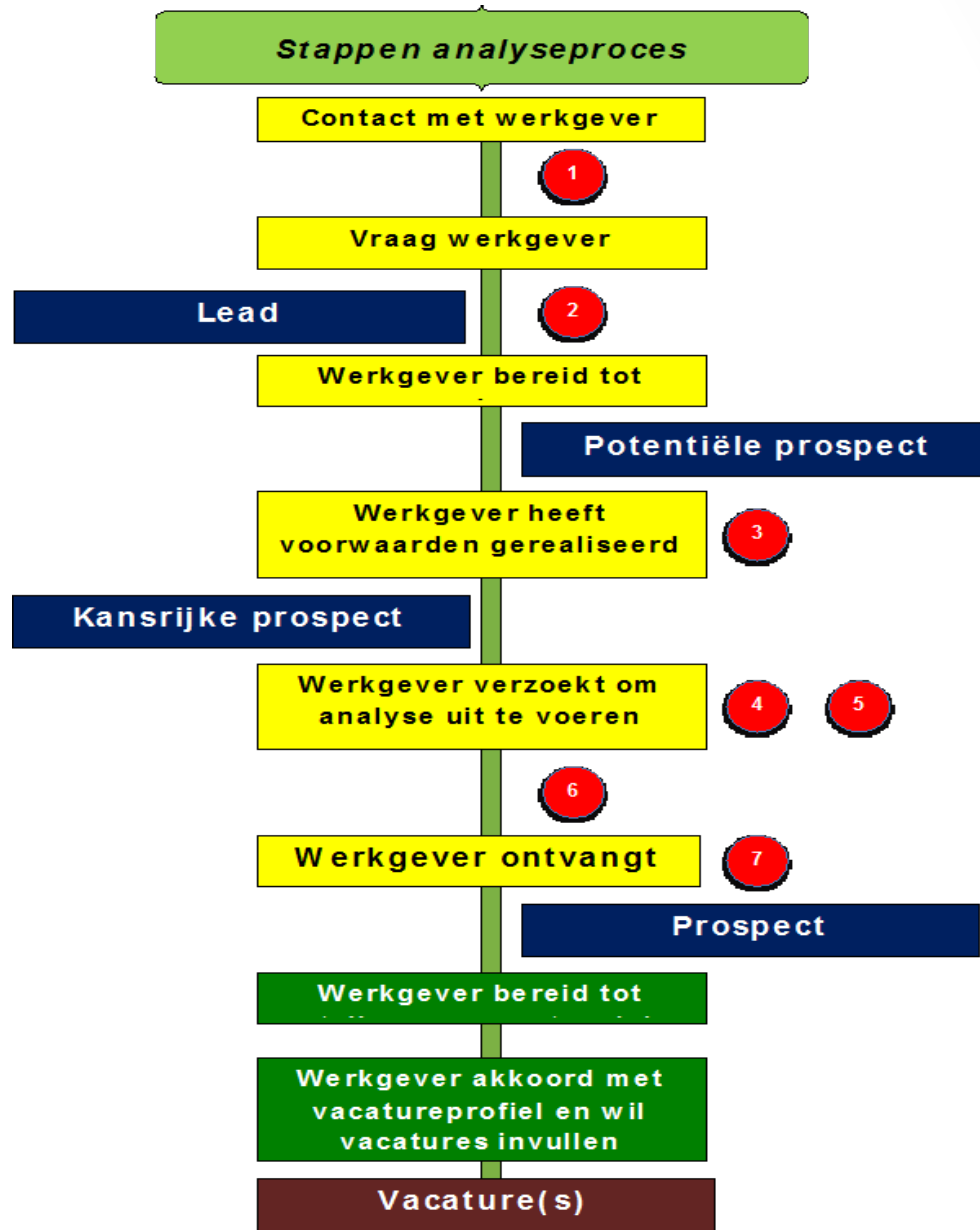 Stappen analyseproces
Contact met werkgever
1
Vraag werkgever
Lead
2
Werkgever bereid tot
Potentiële prospect
Werkgever heeft
voorwaarden gerealiseerd
3
Kansrijke prospect
Werkgever verzoekt om
analyse uit te voeren
4
5
6
Werkgever ontvangt
7
Prospect
Werkgever bereid tot
Werkgever akkoord met
vacatureprofiel en wil
vacatures invullen
Vacature(s)